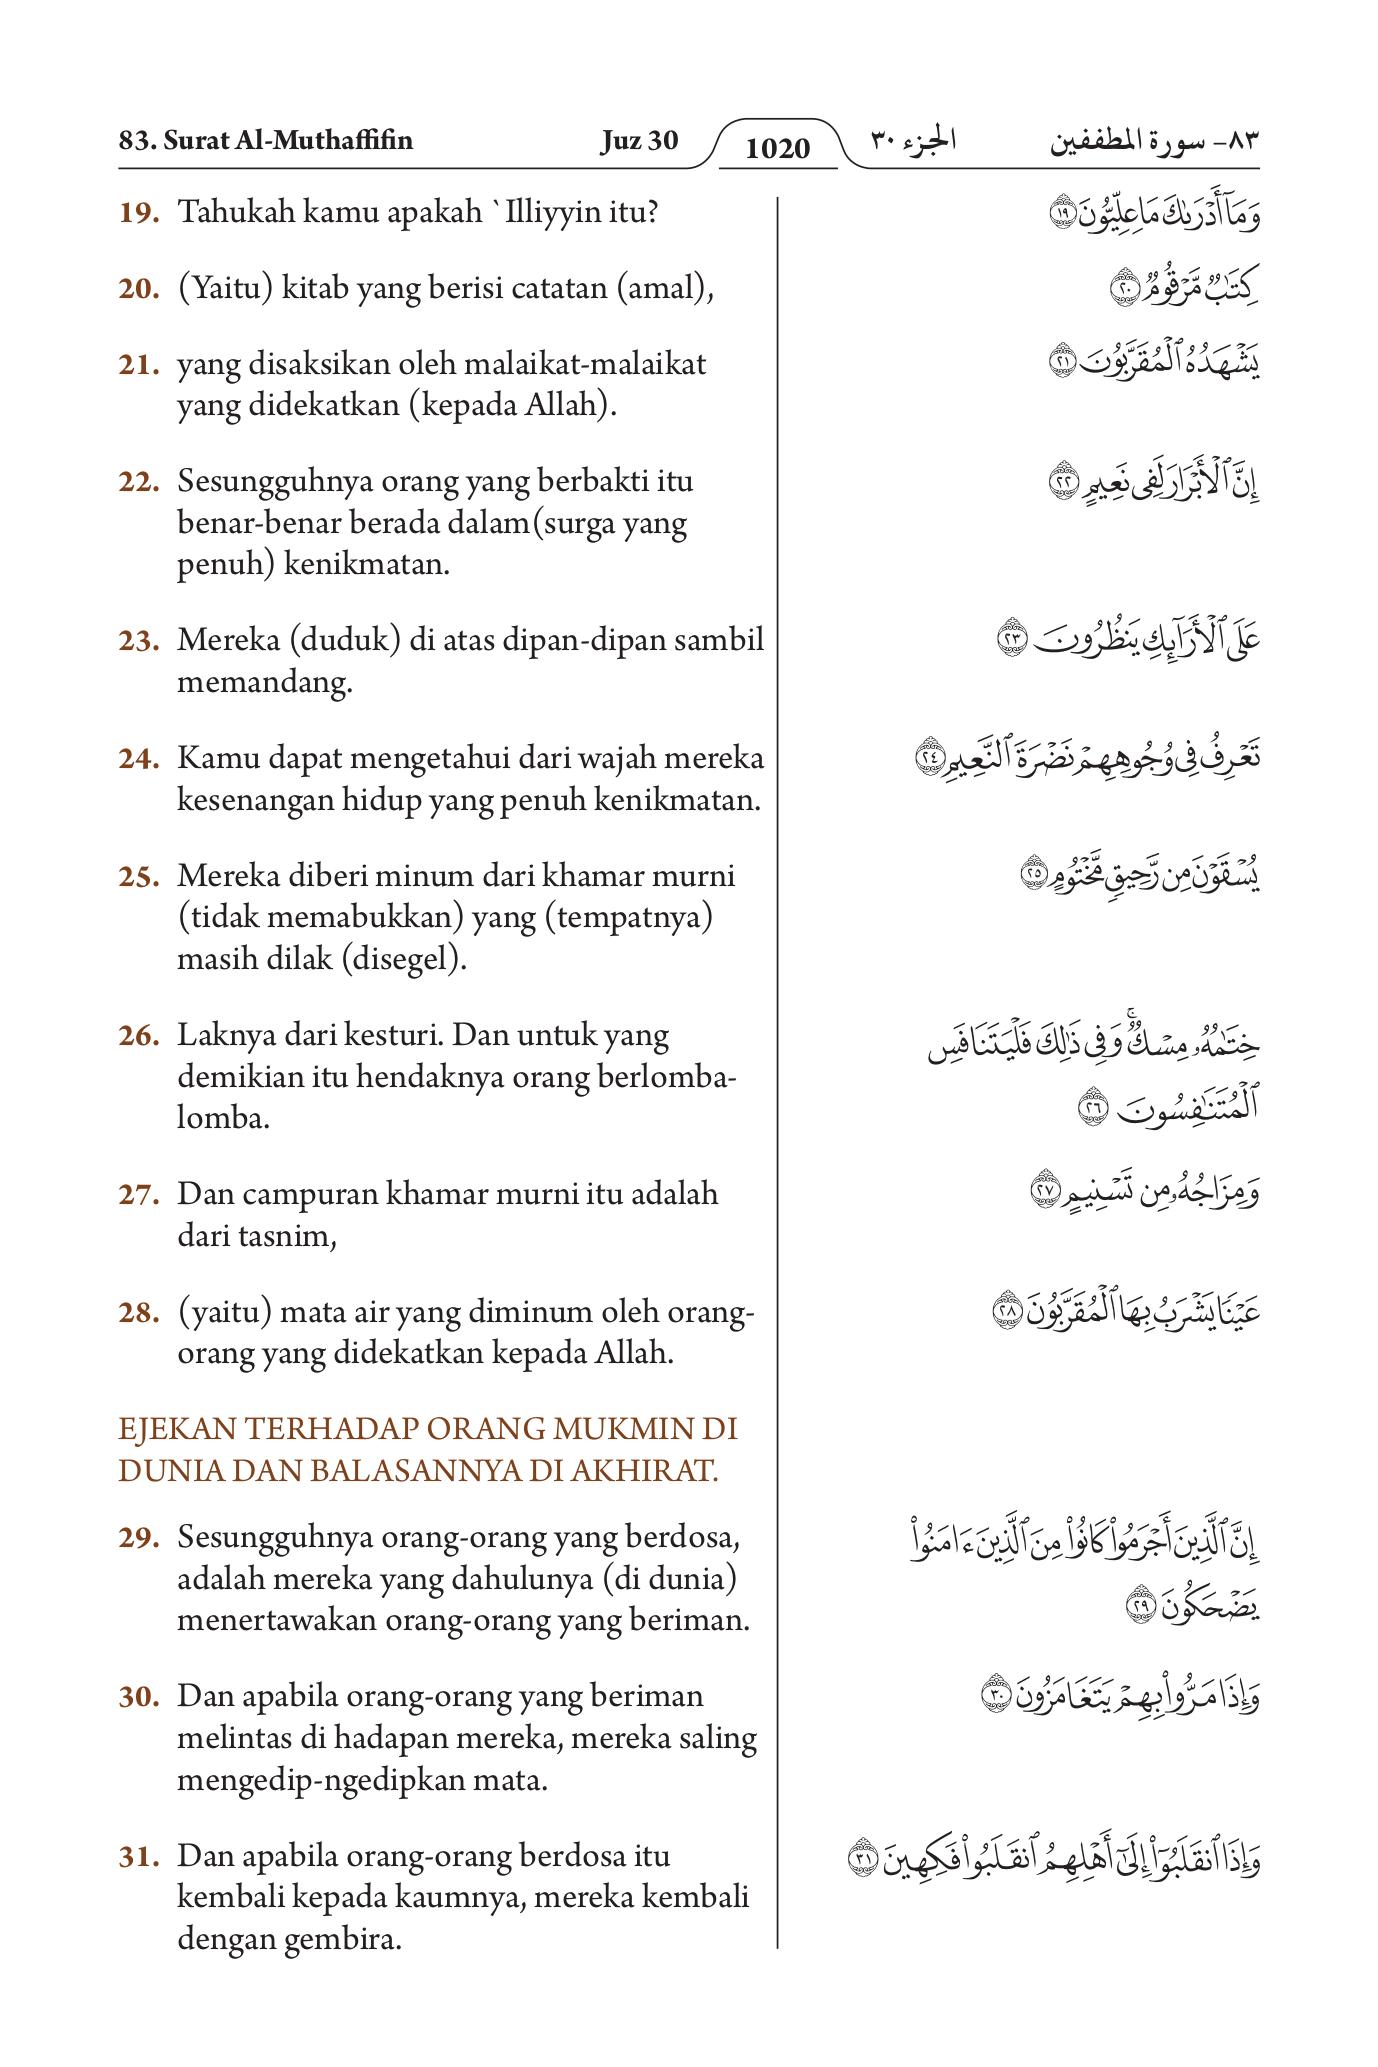 83. Surat Al-Muthaffifin Juz 30 1020 الجزء ٣٠ ٨٣- سورة المطففين
19. Tahukah kamu apakah `Illiyyin itu?
20. (Yaitu) kitab yang berisi catatan (amal),
21. yang disaksikan oleh malaikat-malaikat
yang didekatkan (kepada Allah).
22. Sesungguhnya orang yang berbakti itu
benar-benar berada dalam(surga yang
penuh) kenikmatan.
23. Mereka (duduk) di atas dipan-dipan sambil
memandang.
24. Kamu dapat mengetahui dari wajah mereka
kesenangan hidup yang penuh kenikmatan.
25. Mereka diberi minum dari khamar murni
(tidak memabukkan) yang (tempatnya)
masih dilak (disegel).
26. Laknya dari kesturi. Dan untuk yang
demikian itu hendaknya orang berlomba-
lomba.
27. Dan campuran khamar murni itu adalah
dari tasnim,
28. (yaitu) mata air yang diminum oleh orang-
orang yang didekatkan kepada Allah.
EJEKAN TERHADAP ORANG MUKMIN DI
DUNIA DAN BALASANNYA DI AKHIRAT.
29. Sesungguhnya orang-orang yang berdosa,
adalah mereka yang dahulunya (di dunia)
menertawakan orang-orang yang beriman.
30. Dan apabila orang-orang yang beriman
melintas di hadapan mereka, mereka saling
mengedip-ngedipkan mata.
31. Dan apabila orang-orang berdosa itu
kembali kepada kaumnya, mereka kembali
dengan gembira.
وَمَآ أَدْرَىٰكَ مَا عِلِّيُّونَ ١٩
كِتَـٰبٌ مَّرْقُومٌ ٢٠
يَشْهَدُهُ ٱلْمُقَرَّبُونَ ٢١
إِنَّ ٱلْأَبْرَارَ لَفِى نَعِيمٍ ٢٢
عَلَى ٱلْأَرَآئِكِ يَنظُرُونَ ٢٣
تَعْرِفُ فِى وُجُوهِهِمْ نَضْرَةَ ٱلنَّعِيمِ ٢٤
يُسْقَوْنَ مِن رَّحِيقٍ مَّخْتُومٍ ٢٥
خِتَـٰمُهُۥ مِسْكٌ ۚ وَفِى ذَٰلِكَ فَلْيَتَنَافَسِ
ٱلْمُتَنَـٰفِسُونَ ٢٦
وَمِزَاجُهُۥ مِن تَسْنِيمٍ ٢٧
عَيْنًا يَشْرَبُ بِهَا ٱلْمُقَرَّبُونَ ٢٨
إِنَّ ٱلَّذِينَ أَجْرَمُوا۟ كَانُوا۟ مِنَ ٱلَّذِينَ ءَامَنُوا۟
يَضْحَكُونَ ٢٩
وَإِذَا مَرُّوا۟ بِهِمْ يَتَغَامَزُونَ ٣٠
وَإِذَا ٱنقَلَبُوٓا۟ إِلَىٰٓ أَهْلِهِمُ ٱنقَلَبُوا۟ فَكِهِينَ ٣١